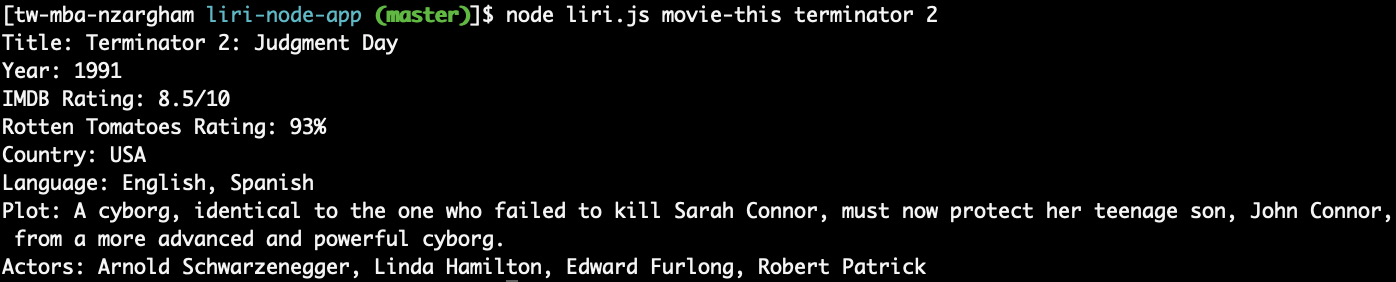 [tw-mba-nzargham liri-node-app (master)]$ node liri.js movie-this terminator 2
Title: Terminator 2: Judgment Day
Year: 1991
IMDB Rating: 8.5/10
Rotten Tomatoes Rating: 93%
Country: USA
Language: English, Spanish
Plot: A cyborg, identical to the one who failed to kill Sarah Connor, must now protect her teenage son, John Connor,
 from a more advanced and powerful cyborg.
Actors: Arnold Schwarzenegger, Linda Hamilton, Edward Furlong, Robert Patrick